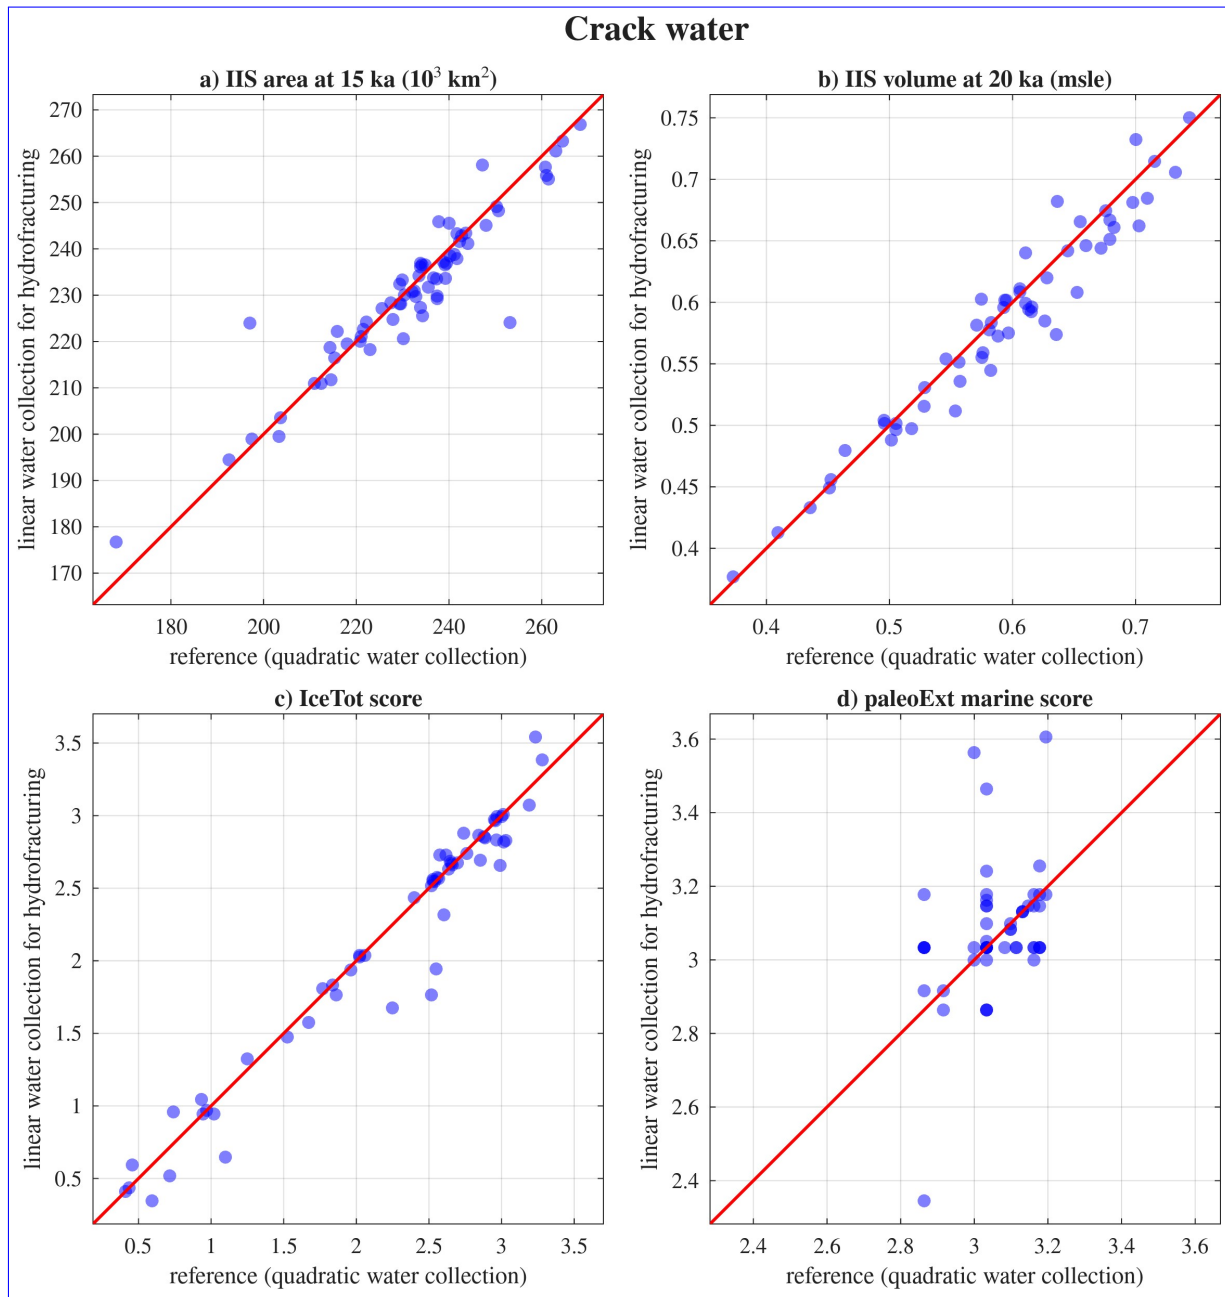 Crack water
a) IIS area at 15 ka (10³ km²)
270
260
250
240
230
220
210
200
190
180
170
linear water collection for hydrofracturing
180 200 220 240 260
reference (quadratic water collection)
b) IIS volume at 20 ka (msle)
0.75
0.7
0.65
0.6
0.55
0.5
0.45
0.4
linear water collection for hydrofracturing
0.4 0.5 0.6 0.7
reference (quadratic water collection)
c) IceTot score
3.5
3
2.5
2
1.5
1
0.5
linear water collection for hydrofracturing
0.5 1 1.5 2 2.5 3 3.5
reference (quadratic water collection)
d) paleoExt marine score
3.6
3.4
3.2
3
2.8
2.6
2.4
linear water collection for hydrofracturing
2.4 2.6 2.8 3 3.2 3.4 3.6
reference (quadratic water collection)